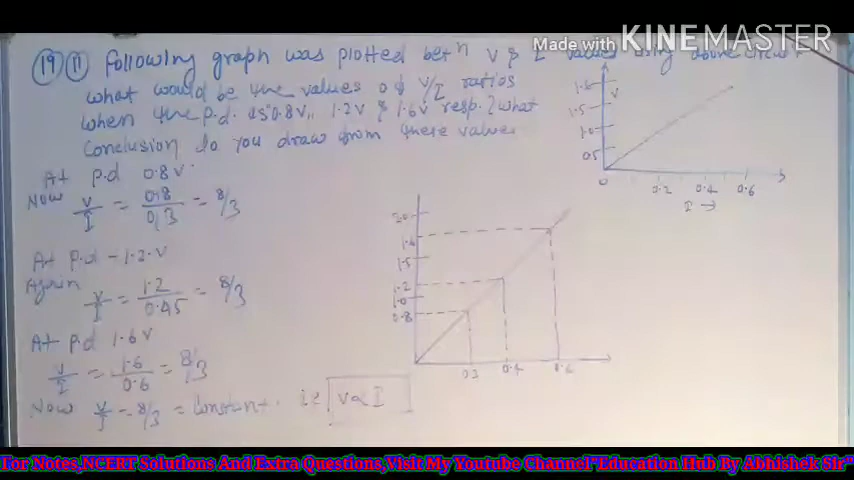 Made with KINEMASTER
19 (ii) Following graph was plotted betn V & I values using above circuit
what would be the values of V/I ratios
when the p.d. is 0.8V, 1.2V & 1.6V resp.? what
Conclusion do you draw from these values
1.5
V
1.0
0.5
0
0.2 0.4 0.6
I →
At p.d 0.8V
Now V/I = 0.8/0.3 = 8/3
At p.d - 1.2.V
Again V/I = 1.2/0.45 = 8/3
At p.d 1.6V
V/I = 1.6/0.6 = 8/3
Now V/I = 8/3 = Constant. ie V∝I
1.5
1.2
1.0
0.8
0.3
0.6
For Notes,NCERT Solutions And Extra Questions,Visit My Youtube Channel"Education Hub By Abhishek Sir"